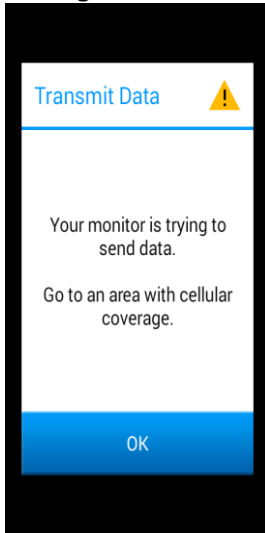 Transmit Data
Your monitor is trying to
send data.
Go to an area with cellular
coverage.
OK